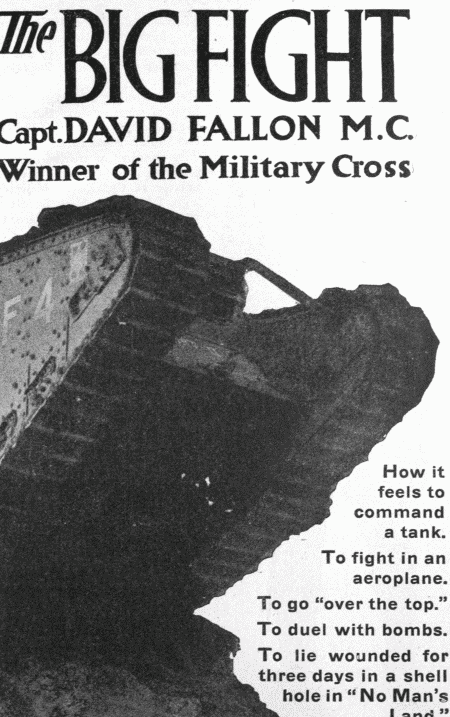 The BIG FIGHT
Capt. DAVID FALLON M.C.
Winner of the Military Cross
F 4
How it
feels to
command
a tank.
To fight in an
aeroplane.
To go "over the top."
To duel with bombs.
To lie wounded for
three days in a shell
hole in "No Man's
Land."